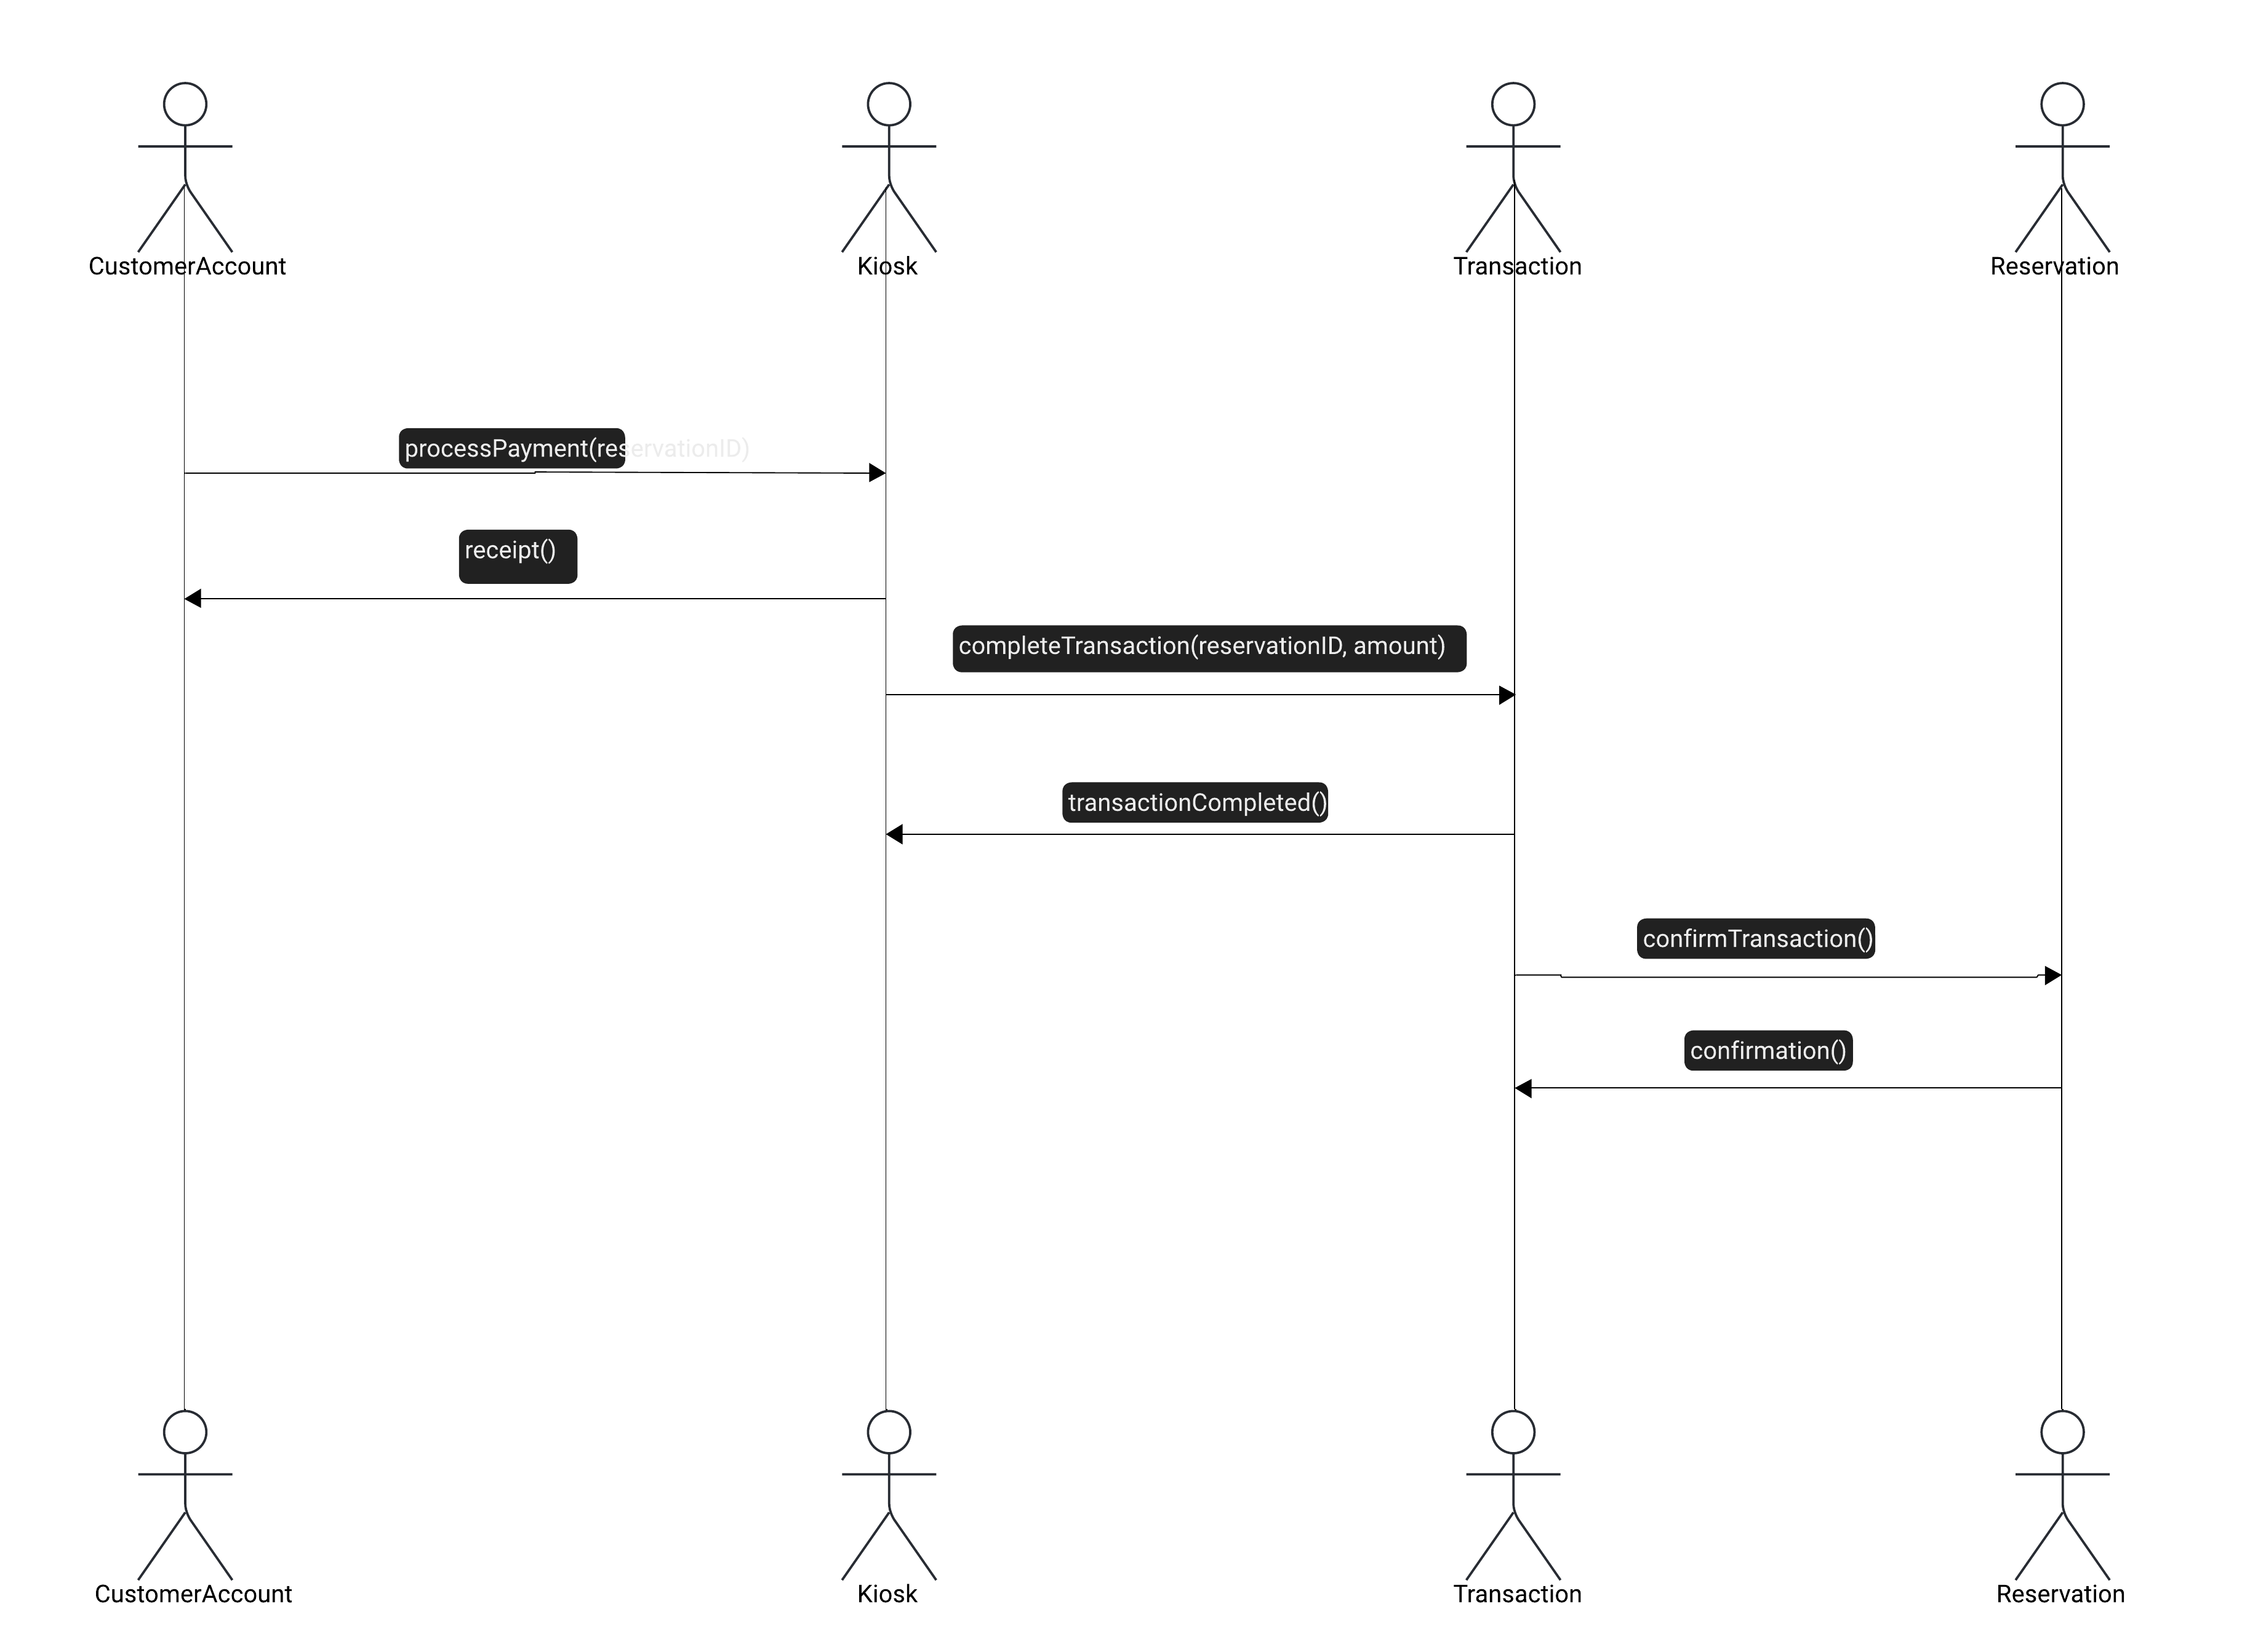 CustomerAccount
Kiosk
Transaction
Reservation
processPayment(reservationID)
receipt()
completeTransaction(reservationID, amount)
transactionCompleted()
confirmTransaction()
confirmation()
CustomerAccount
Kiosk
Transaction
Reservation